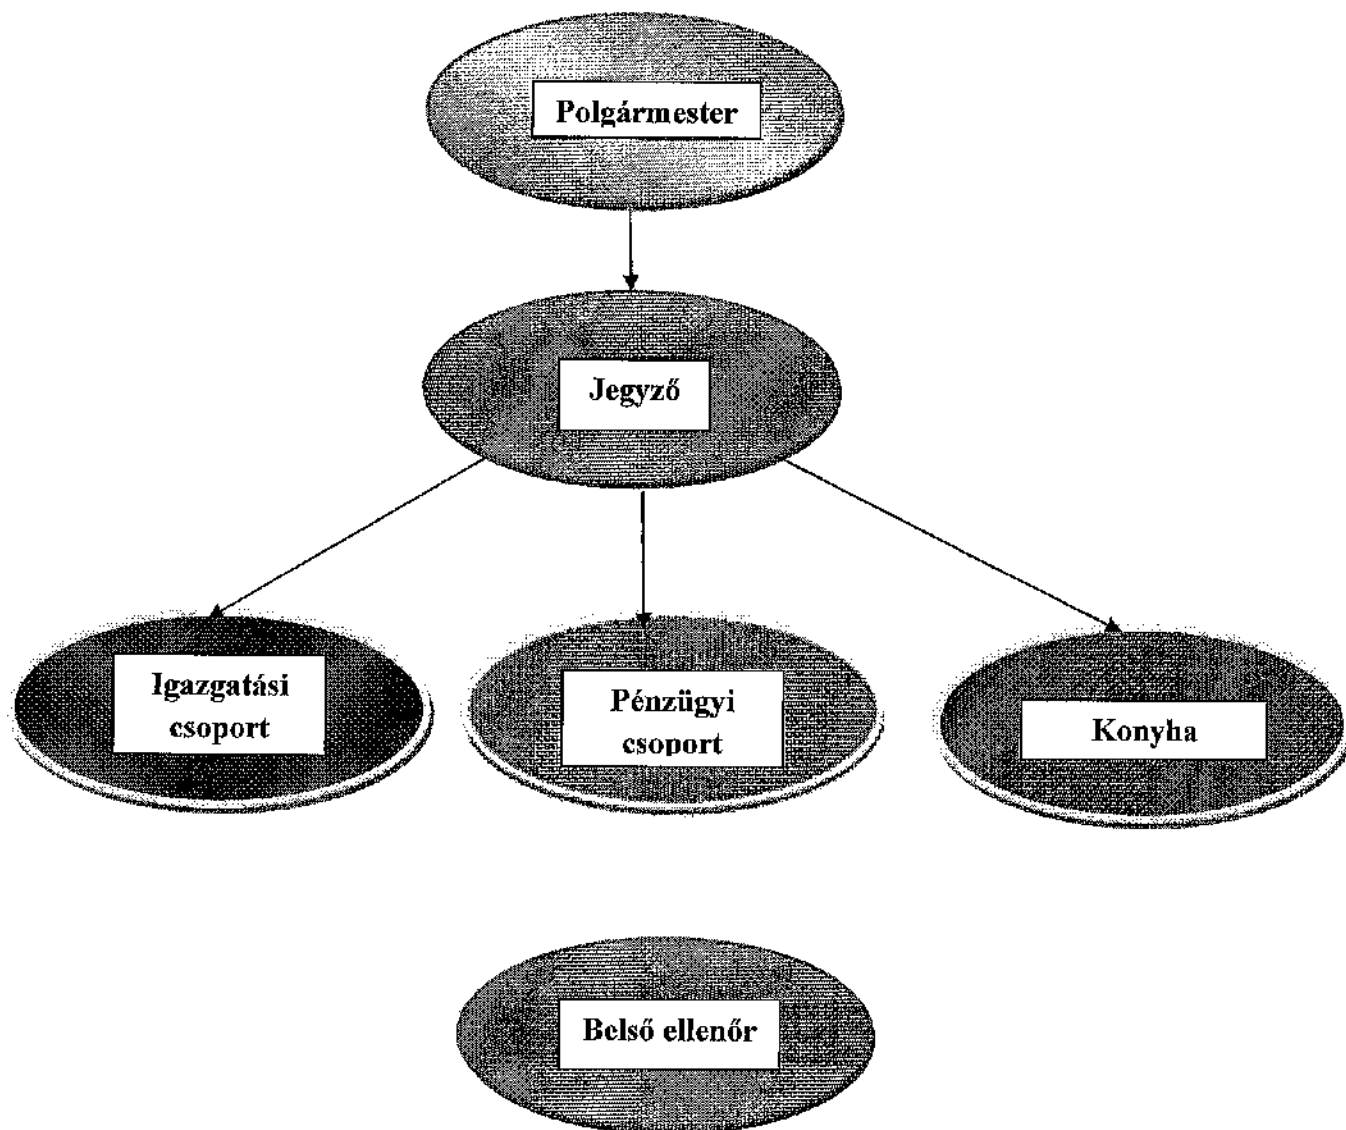 Polgármester
Jegyző
Igazgatási
csoport
Pénzügyi
csoport
Konyha
Belső ellenőr